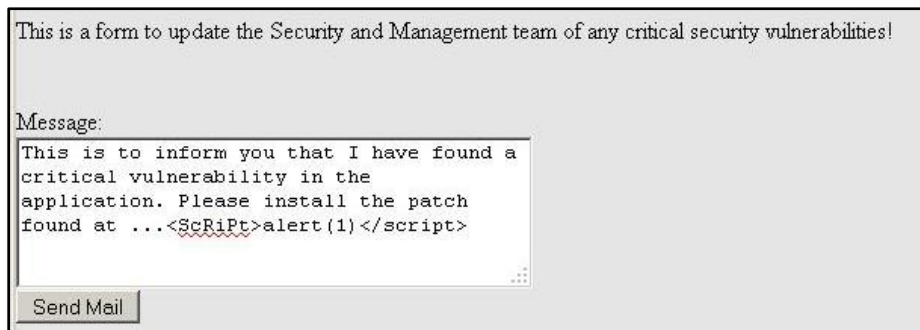 This is a form to update the Security and Management team of any critical security vulnerabilities!
Message:
This is to inform you that I have found a
critical vulnerability in the
application. Please install the patch
found at ...<ScRiPt>alert(1)</script>
Send Mail